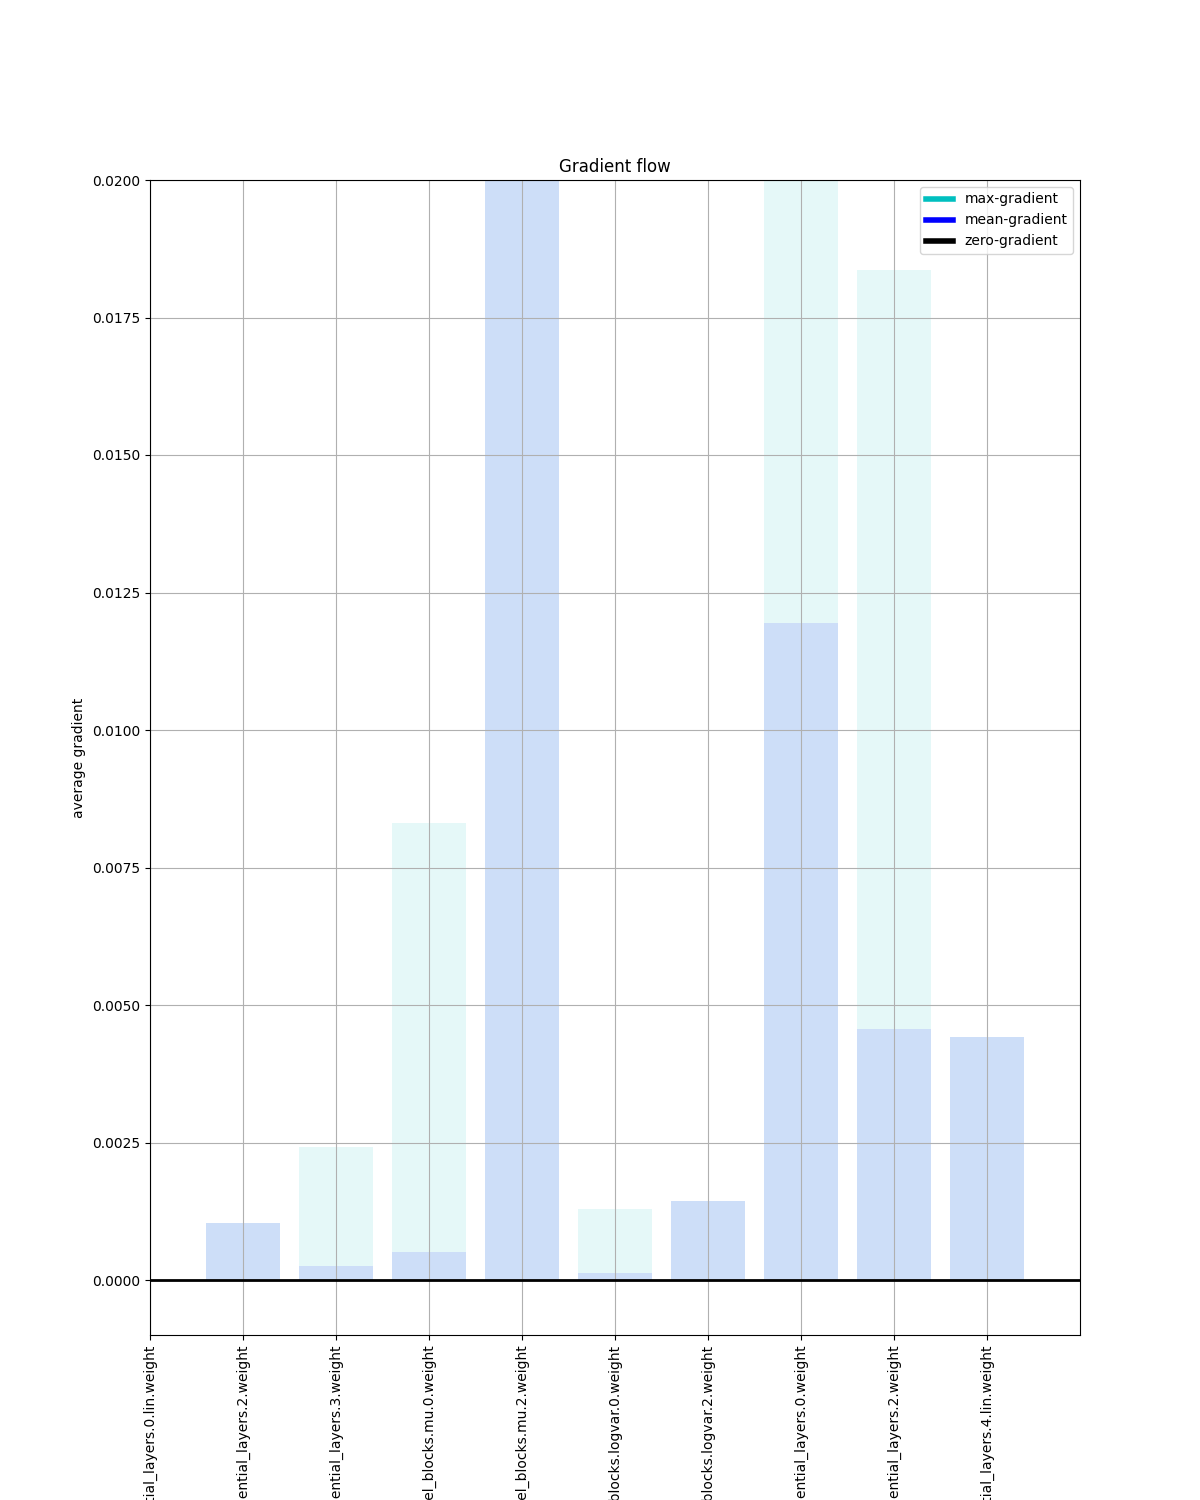 Gradient flow
max-gradient
mean-gradient
zero-gradient
0.0200
0.0175
0.0150
0.0125
0.0100
0.0075
0.0050
0.0025
0.0000
average gradient
tial_layers.0.lin.weight
ential_layers.2.weight
ential_layers.3.weight
el_blocks.mu.0.weight
el_blocks.mu.2.weight
blocks.logvar.0.weight
blocks.logvar.2.weight
ential_layers.0.weight
ential_layers.2.weight
tial_layers.4.lin.weight